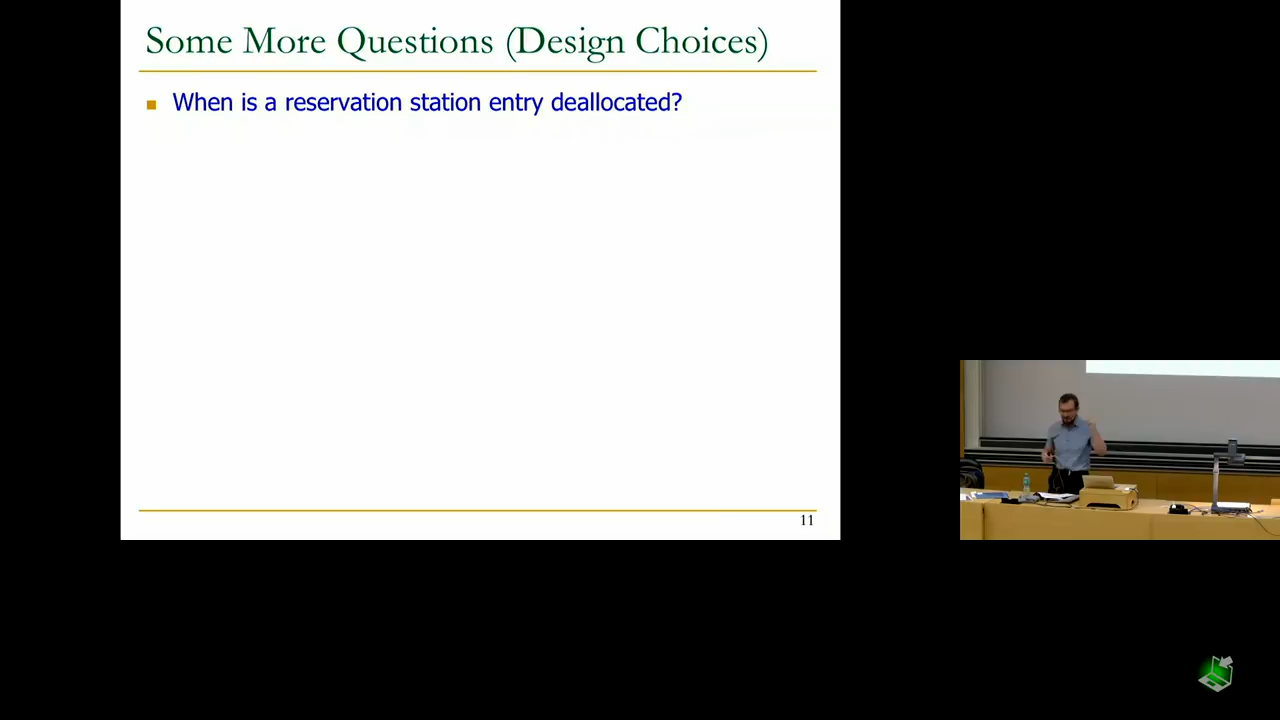 Some More Questions (Design Choices)
When is a reservation station entry deallocated?
11